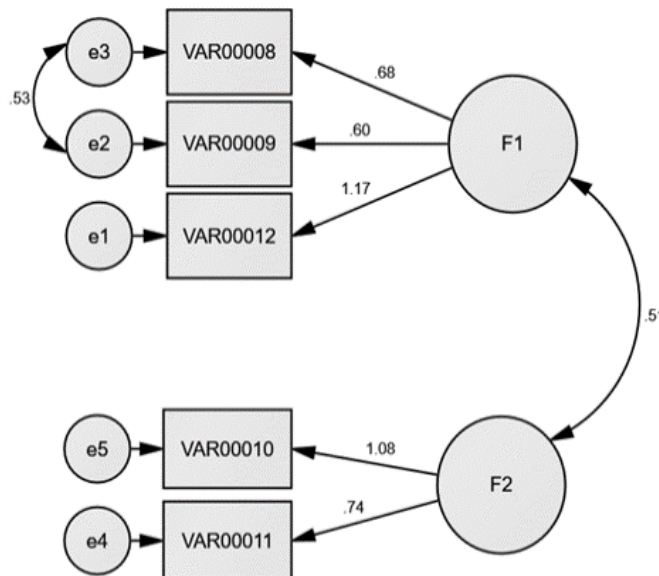 e3
VAR00008
.68
.53
e2
VAR00009
.60
F1
e1
VAR00012
1.17
.51
e5
VAR00010
1.08
F2
e4
VAR00011
.74